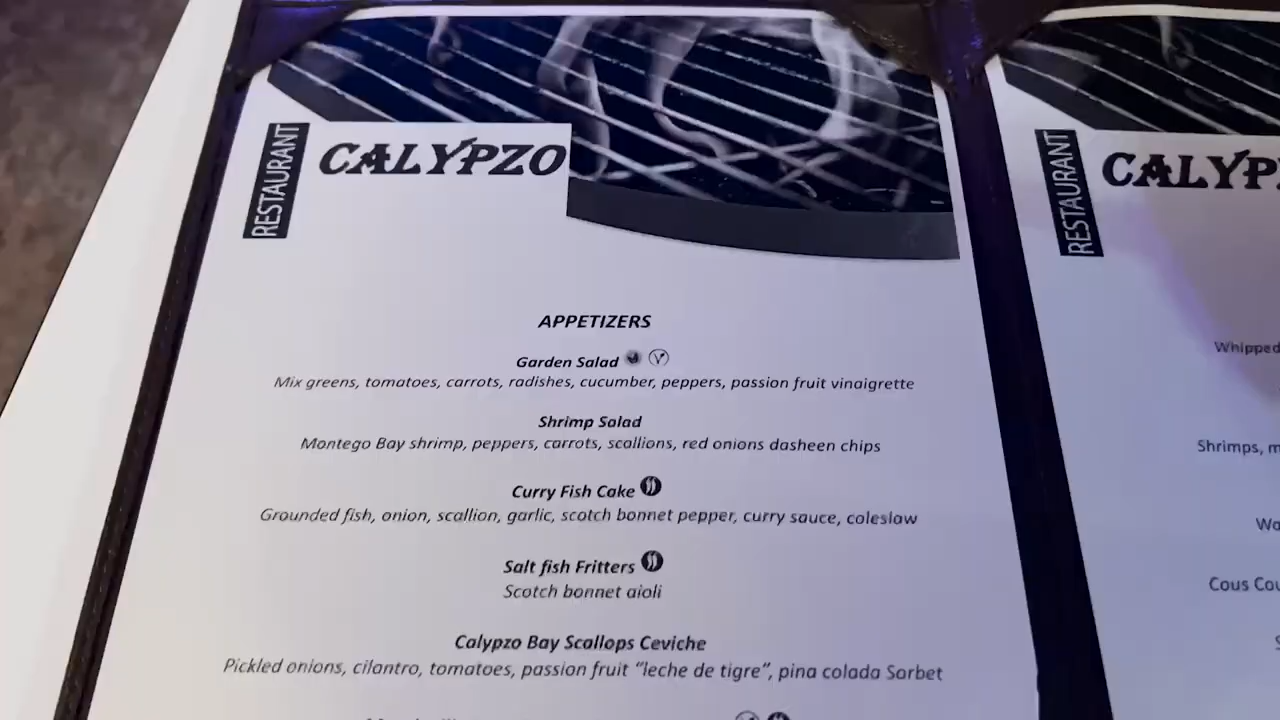 RESTAURANT
CALYPZO
APPETIZERS
Garden Salad
Mix greens, tomatoes, carrots, radishes, cucumber, peppers, passion fruit vinaigrette
Shrimp Salad
Montego Bay shrimp, peppers, carrots, scallions, red onions dasheen chips
Curry Fish Cake
Grounded fish, onion, scallion, garlic, scotch bonnet pepper, curry sauce, coleslaw
Salt fish Fritters
Scotch bonnet aioli
Calypzo Bay Scallops Ceviche
Pickled onions, cilantro, tomatoes, passion fruit “leche de tigre”, pina colada Sorbet
RESTAURANT
Whipped
Shrimps,
Cous